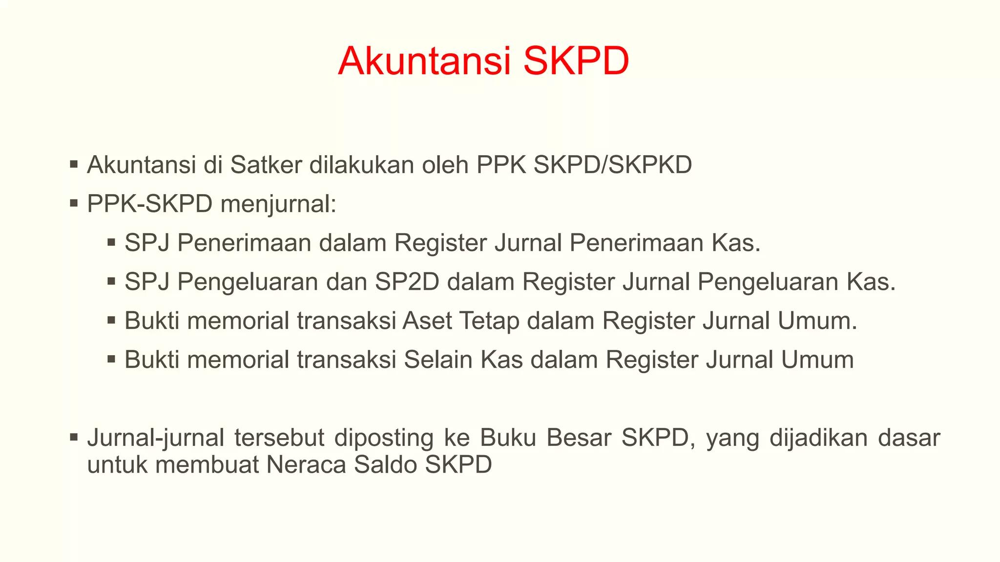 Akuntansi SKPD
▪ Akuntansi di Satker dilakukan oleh PPK SKPD/SKPKD
▪ PPK-SKPD menjurnal:
▪ SPJ Penerimaan dalam Register Jurnal Penerimaan Kas.
▪ SPJ Pengeluaran dan SP2D dalam Register Jurnal Pengeluaran Kas.
▪ Bukti memorial transaksi Aset Tetap dalam Register Jurnal Umum.
▪ Bukti memorial transaksi Selain Kas dalam Register Jurnal Umum
▪ Jurnal-jurnal tersebut diposting ke Buku Besar SKPD, yang dijadikan dasar
untuk membuat Neraca Saldo SKPD